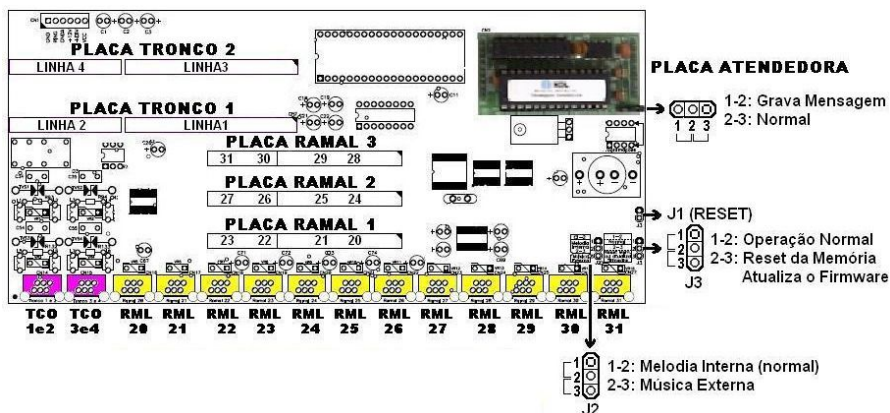 PLACA TRONCO 2
LINHA 4 LINHA3
PLACA TRONCO 1
LINHA 2 LINHA1
PLACA RAMAL 3
31 30 29 28
PLACA RAMAL 2
27 26 25 24
PLACA RAMAL 1
23 22 21 20
PLACA ATENDEDORA
1-2: Grava Mensagem
2-3: Normal
1 2 3
J1 (RESET)
1
2
3
1-2: Operação Normal
2-3: Reset da Memória
Atualiza o Firmware
J3
TCO 1e2
TCO 3e4
RML 20
RML 21
RML 22
RML 23
RML 24
RML 25
RML 26
RML 27
RML 28
RML 29
RML 30
RML 31
1
2
3
1-2: Melodia Interna (normal)
2-3: Música Externa
J2